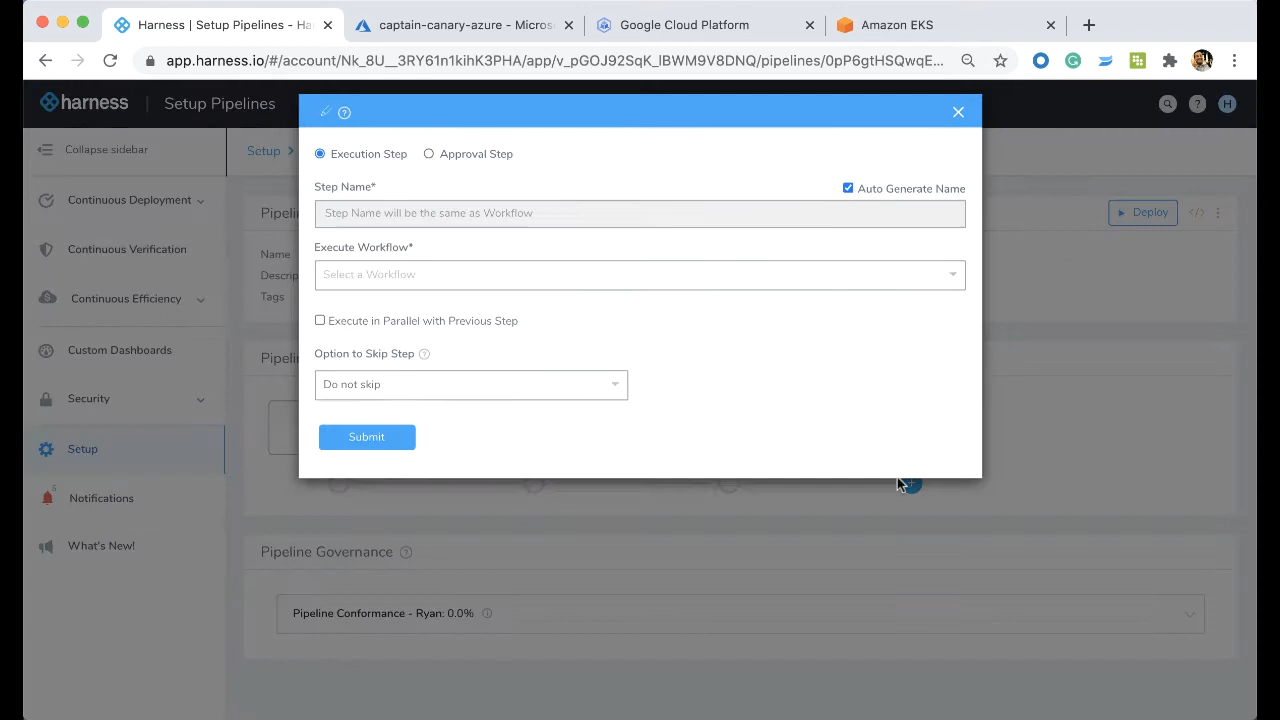 Harness | Setup Pipelines - Ha
captain-canary-azure - Micros
Google Cloud Platform
Amazon EKS
app.harness.io/#/account/Nk_8U__3RY61n1kihK3PHA/app/v_pGOJ92SqK_lBWM9V8DNQ/pipelines/0pP6gtHSQwqE...
harness
Setup Pipelines
H
Collapse sidebar
Setup
Continuous Deployment
Continuous Verification
Continuous Efficiency
Custom Dashboards
Security
Setup
Notifications
What's New!
Pipelin
Deploy
</>
Name
Descrip
Tags
Pipelin
Execution Step
Approval Step
Step Name*
Auto Generate Name
Step Name will be the same as Workflow
Execute Workflow*
Select a Workflow
Execute in Parallel with Previous Step
Option to Skip Step
Do not skip
Submit
Pipeline Governance
Pipeline Conformance - Ryan: 0.0%